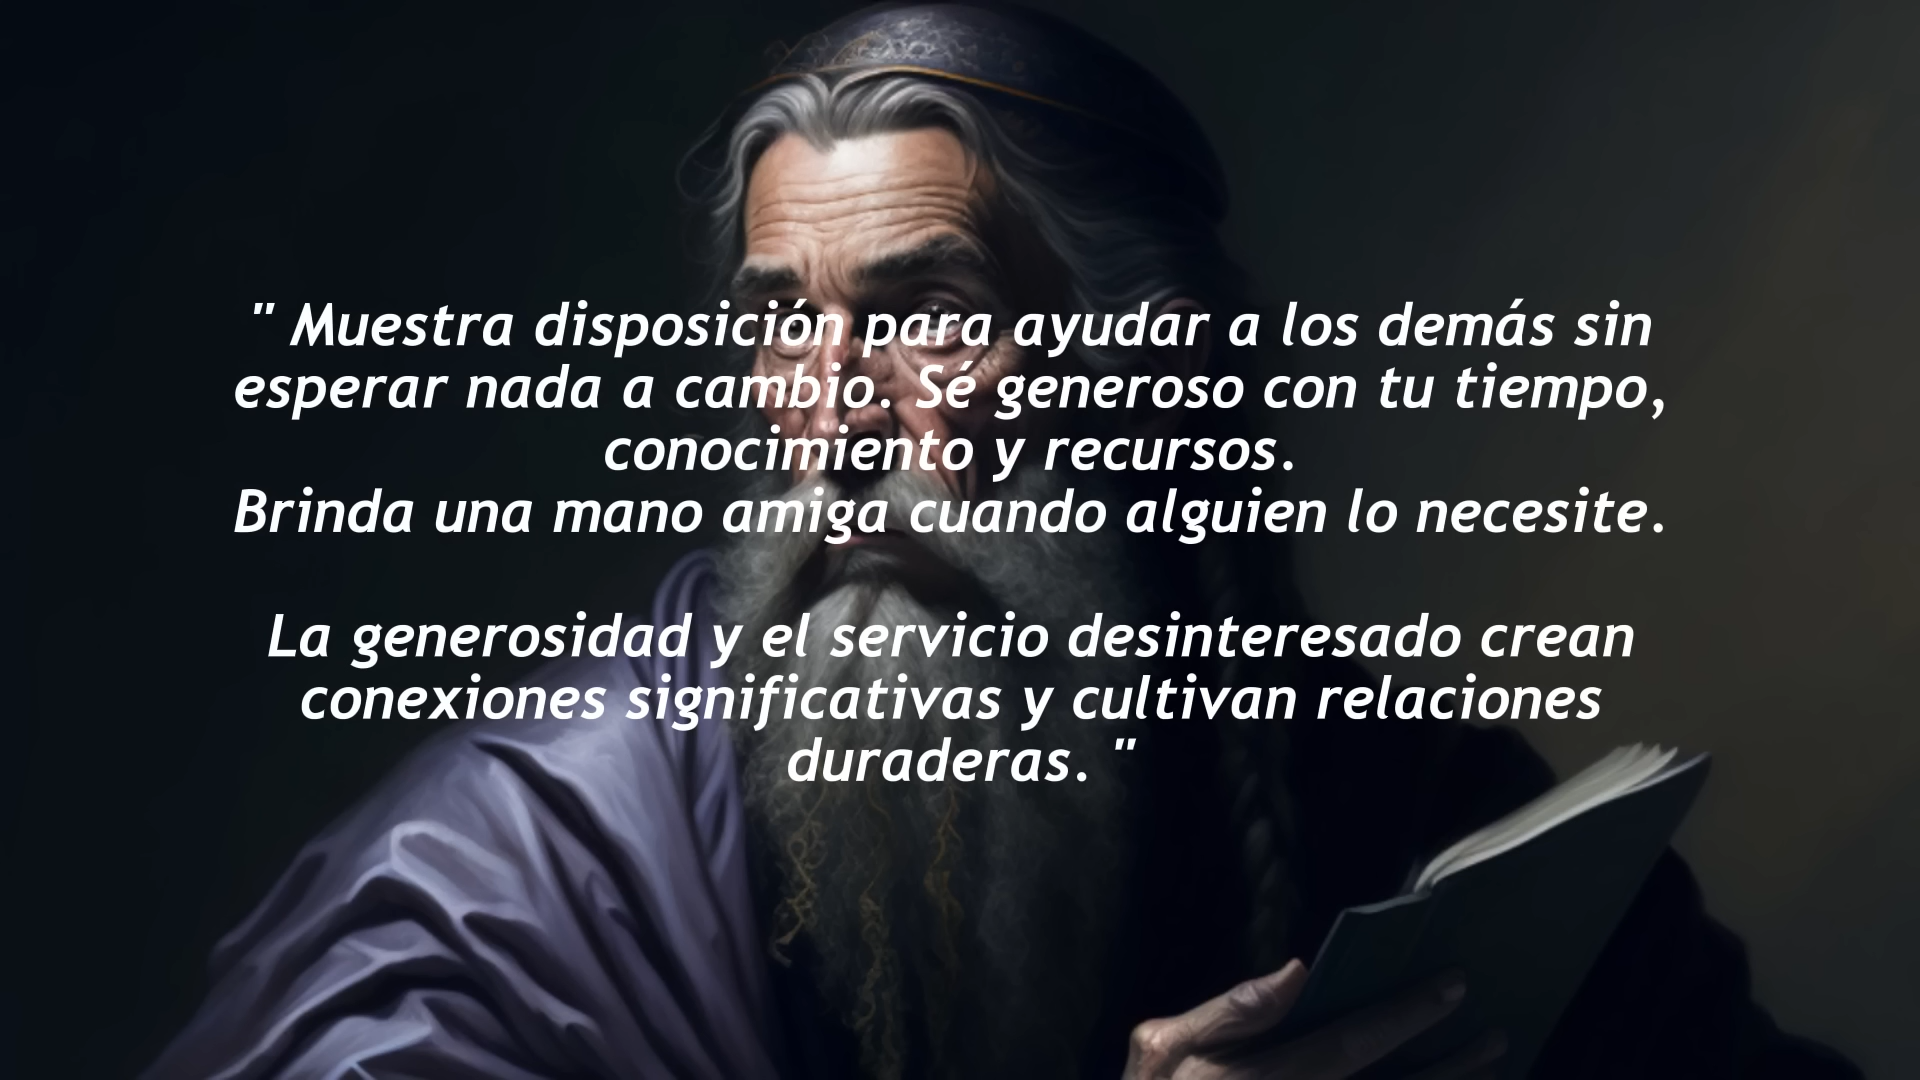 " Muestra disposición para ayudar a los demás sin
esperar nada a cambio. Sé generoso con tu tiempo,
conocimiento y recursos.
Brinda una mano amiga cuando alguien lo necesite.
La generosidad y el servicio desinteresado crean
conexiones significativas y cultivan relaciones
duraderas. "